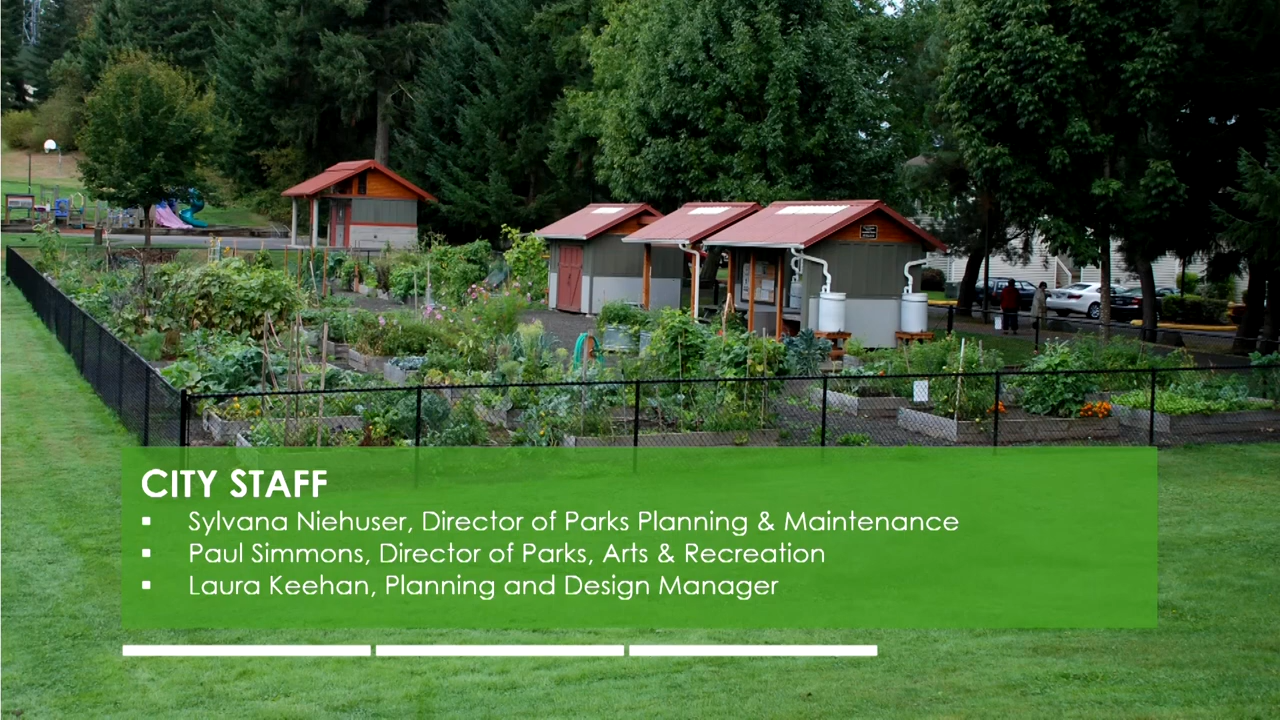 CITY STAFF
▪ Sylvana Niehuser, Director of Parks Planning & Maintenance
▪ Paul Simmons, Director of Parks, Arts & Recreation
▪ Laura Keehan, Planning and Design Manager